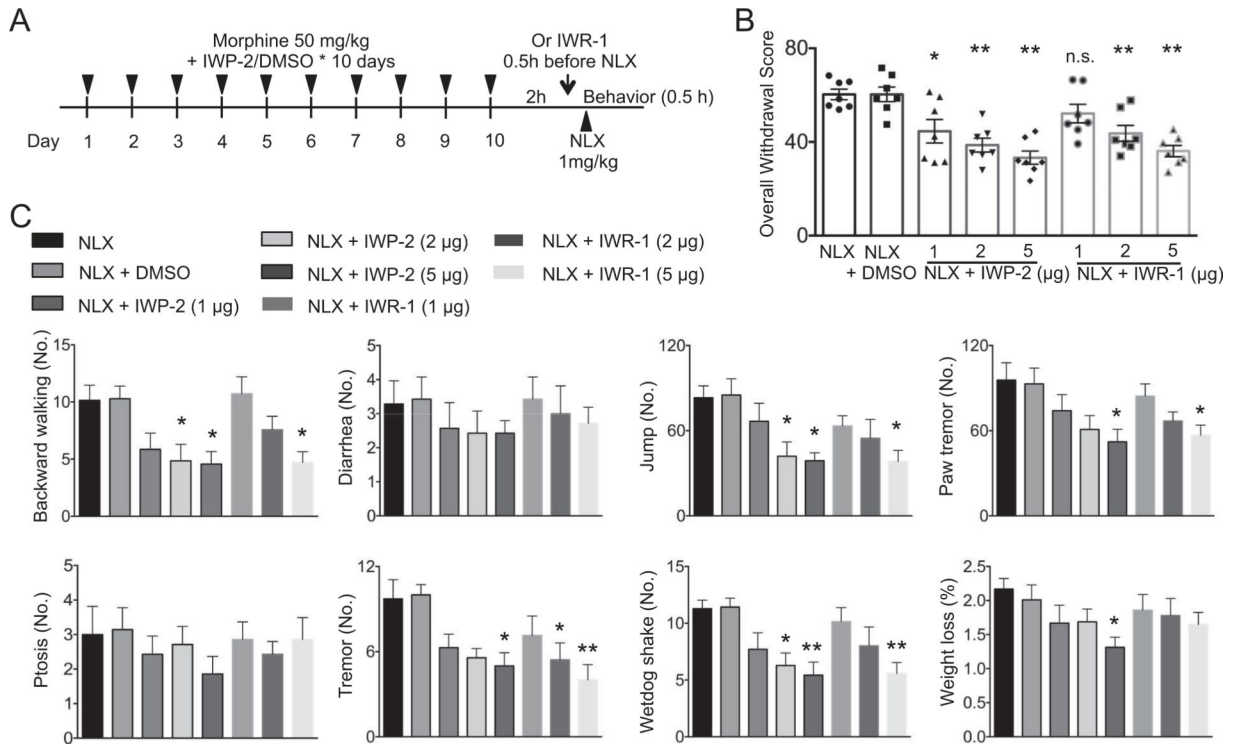 A
Morphine 50 mg/kg
+ IWP-2/DMSO * 10 days
Or IWR-1
0.5h before NLX
2h
Behavior (0.5 h)
Day 1 2 3 4 5 6 7 8 9 10
NLX
1mg/kg
B
Overall Withdrawal Score
80
40
0
* ** ** n.s. ** **
NLX NLX + DMSO
1 2 5 1 2 5
NLX + IWP-2 (µg) NLX + IWR-1 (µg)
C
NLX
NLX + DMSO
NLX + IWP-2 (1 µg)
NLX + IWP-2 (2 µg)
NLX + IWP-2 (5 µg)
NLX + IWR-1 (1 µg)
NLX + IWR-1 (2 µg)
NLX + IWR-1 (5 µg)
Backward walking (No.)
15
10
5
0
* * *
Diarrhea (No.)
5
4
3
2
1
0
Jump (No.)
120
60
0
* * *
Paw tremor (No.)
120
60
0
* *
Ptosis (No.)
5
4
3
2
1
0
Tremor (No.)
12
6
0
* * **
Wetdog shake (No.)
15
10
5
0
* ** **
Weight loss (%)
2.5
2.0
1.5
1.0
0.5
0.0
*